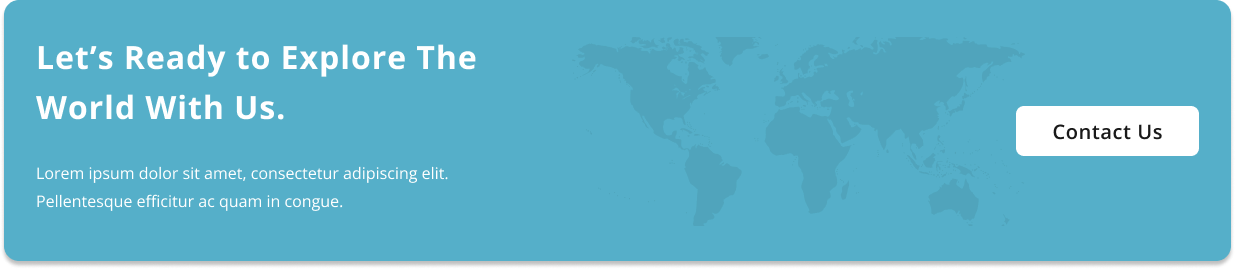 Let’s Ready to Explore The
World With Us.
Lorem ipsum dolor sit amet, consectetur adipiscing elit.
Pellentesque efficitur ac quam in congue.
Contact Us